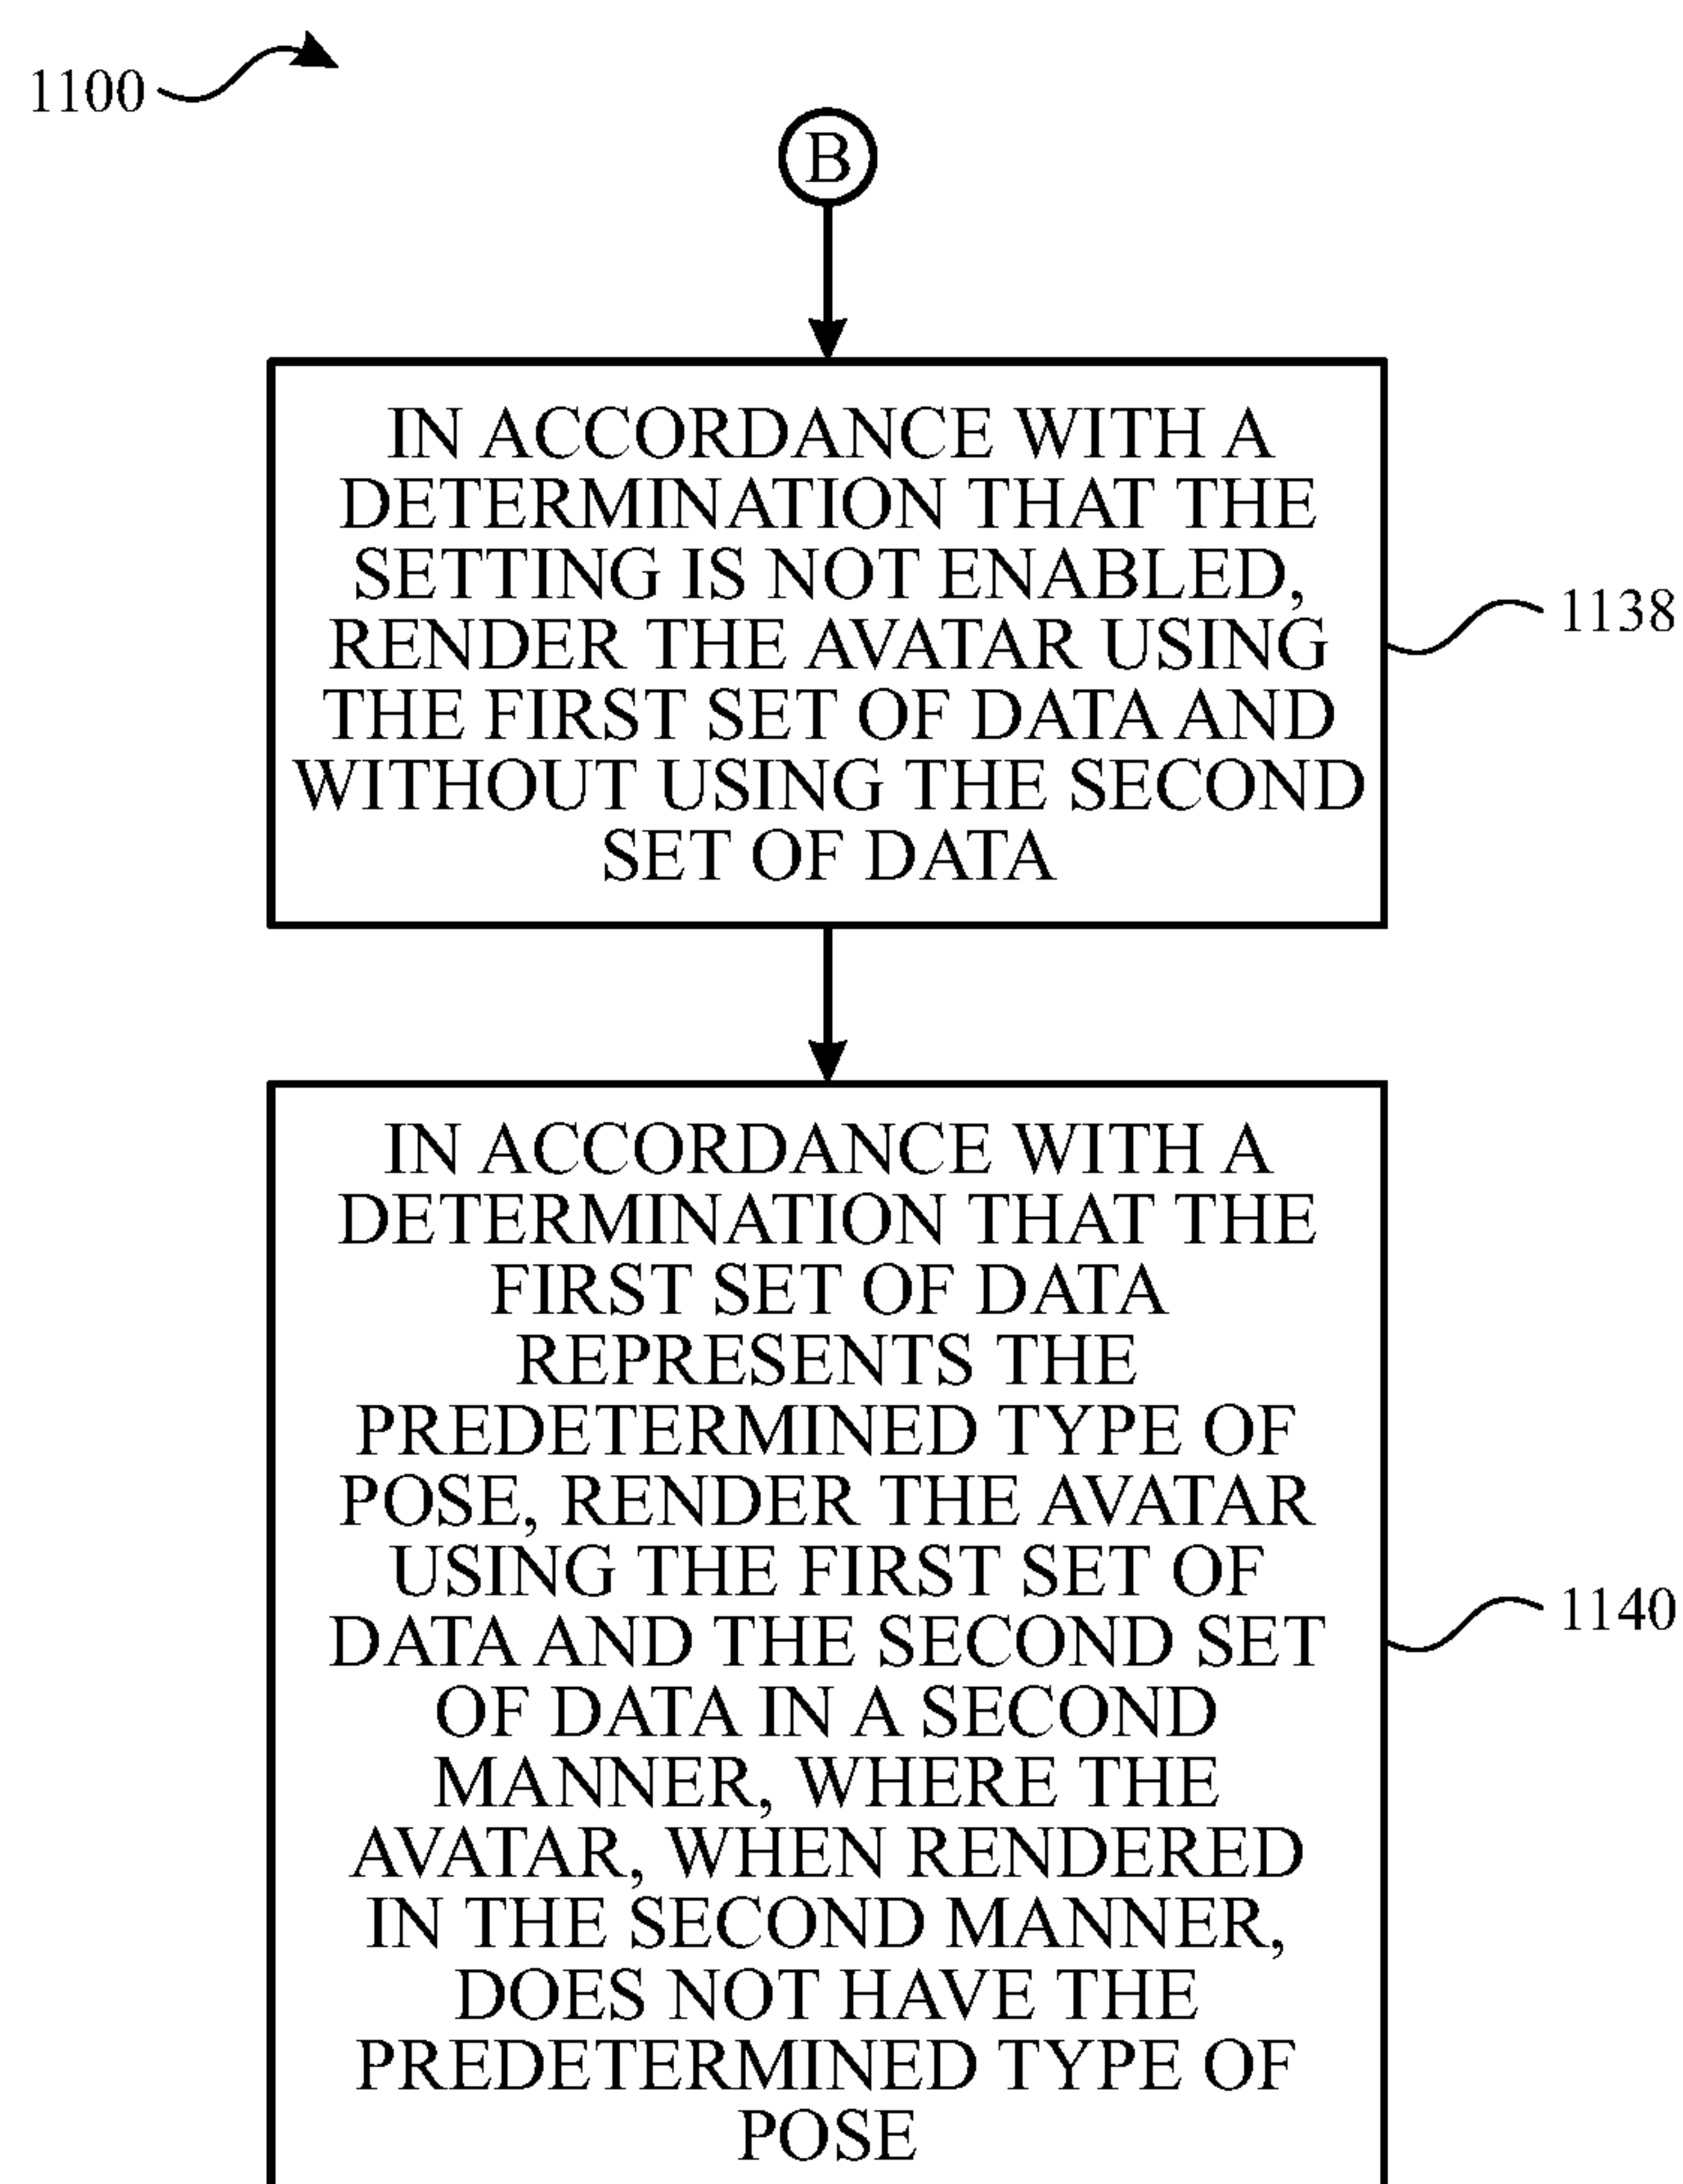 1100
B
IN ACCORDANCE WITH A
DETERMINATION THAT THE
SETTING IS NOT ENABLED,
RENDER THE AVATAR USING
THE FIRST SET OF DATA AND
WITHOUT USING THE SECOND
SET OF DATA
1138
IN ACCORDANCE WITH A
DETERMINATION THAT THE
FIRST SET OF DATA
REPRESENTS THE
PREDETERMINED TYPE OF
POSE, RENDER THE AVATAR
USING THE FIRST SET OF
DATA AND THE SECOND SET
OF DATA IN A SECOND
MANNER, WHERE THE
AVATAR, WHEN RENDERED
IN THE SECOND MANNER,
DOES NOT HAVE THE
PREDETERMINED TYPE OF
POSE
1140